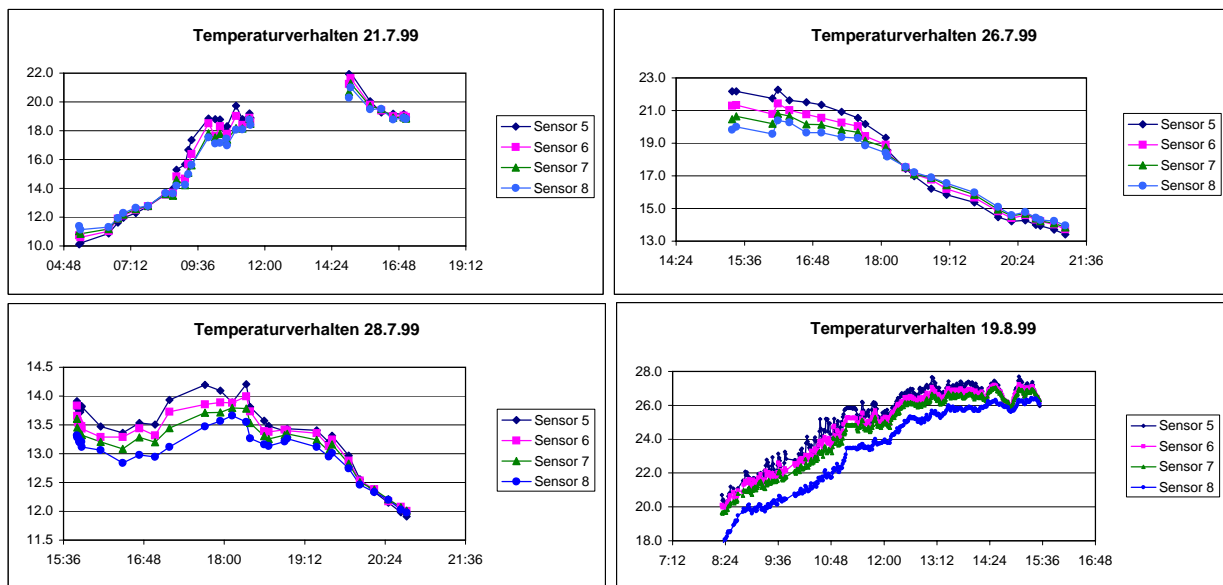 Temperaturverhalten 21.7.99
22.0
20.0
18.0
16.0
14.0
12.0
10.0
04:48 07:12 09:36 12:00 14:24 16:48 19:12
Sensor 5
Sensor 6
Sensor 7
Sensor 8
Temperaturverhalten 26.7.99
23.0
21.0
19.0
17.0
15.0
13.0
14:24 15:36 16:48 18:00 19:12 20:24 21:36
Sensor 5
Sensor 6
Sensor 7
Sensor 8
Temperaturverhalten 28.7.99
14.5
14.0
13.5
13.0
12.5
12.0
11.5
15:36 16:48 18:00 19:12 20:24 21:36
Sensor 5
Sensor 6
Sensor 7
Sensor 8
Temperaturverhalten 19.8.99
28.0
26.0
24.0
22.0
20.0
18.0
7:12 8:24 9:36 10:48 12:00 13:12 14:24 15:36 16:48
Sensor 5
Sensor 6
Sensor 7
Sensor 8